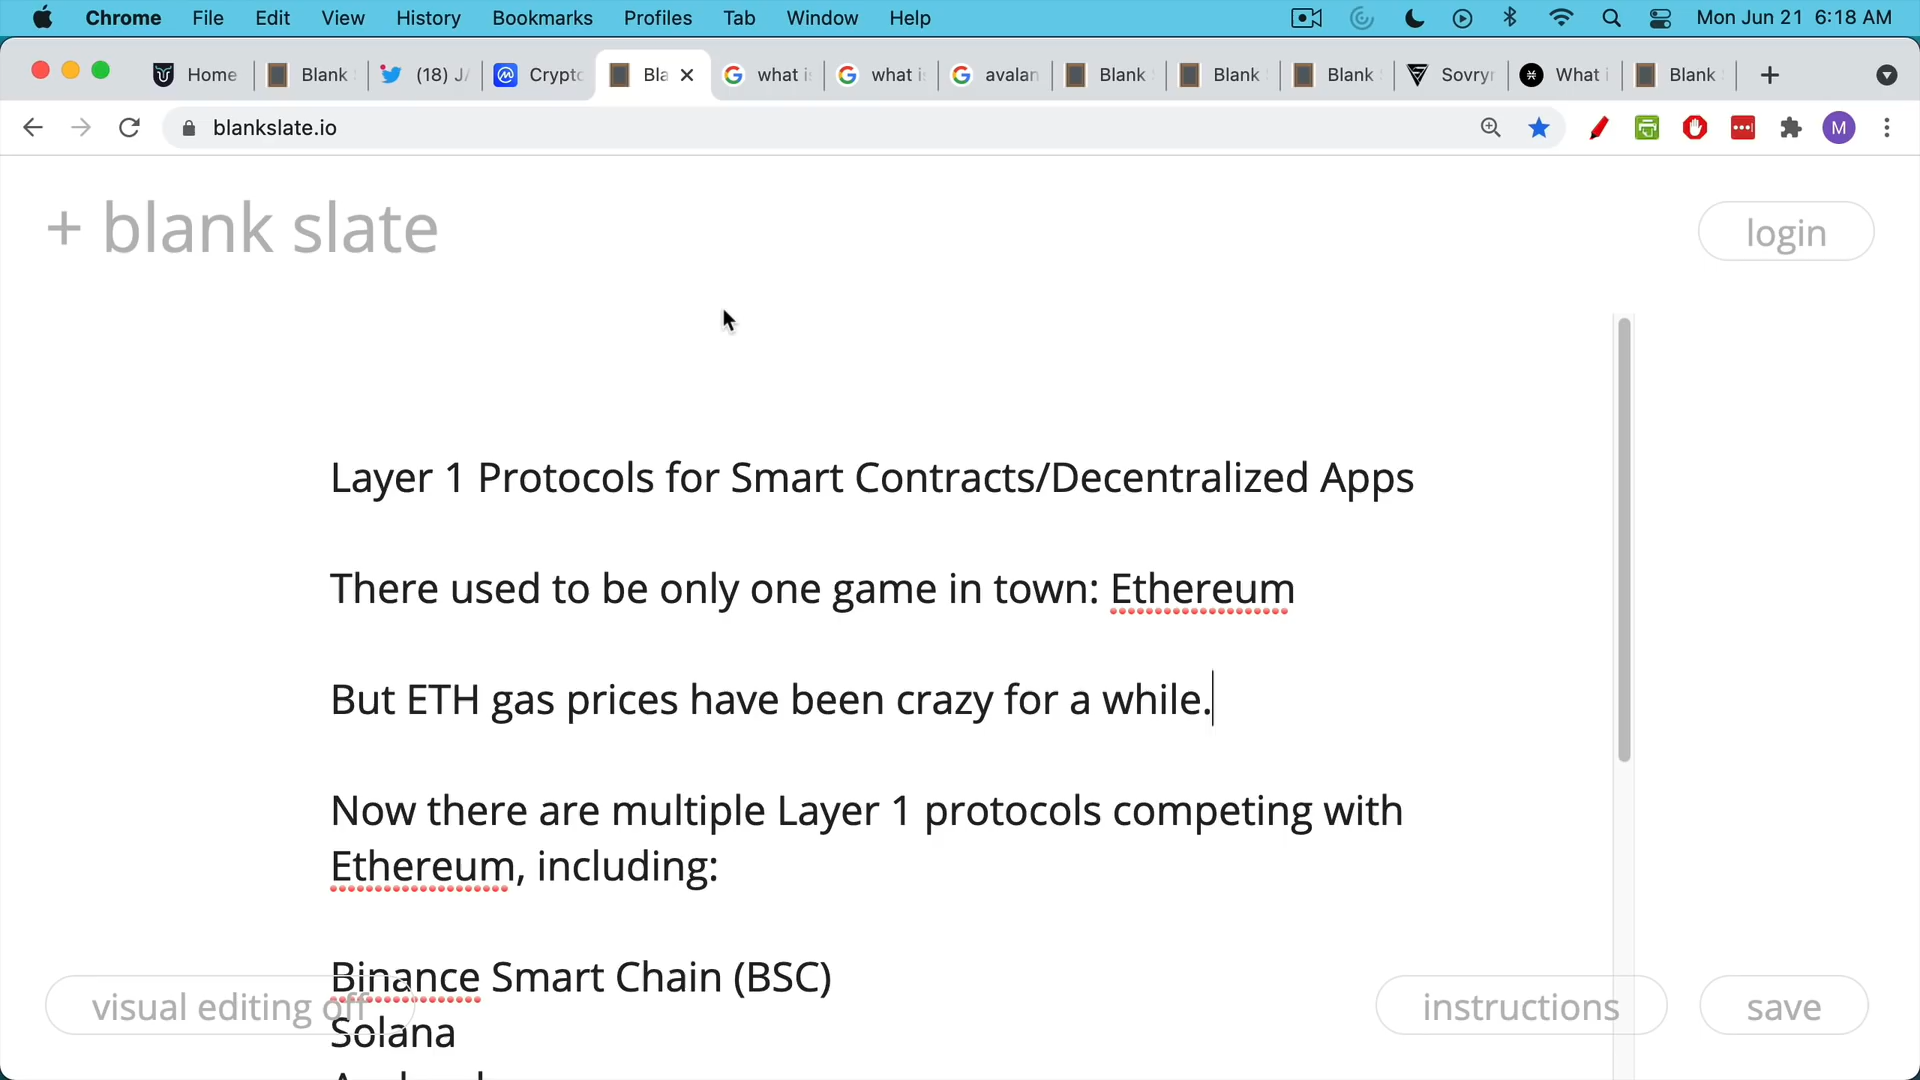 Chrome File Edit View History Bookmarks Profiles Tab Window Help Mon Jun 21 6:18 AM
Home Blank (18) J Crypto Bla what i what i avalan Blank Blank Blank Sovryn What i Blank
blankslate.io M
+ blank slate
login
Layer 1 Protocols for Smart Contracts/Decentralized Apps
There used to be only one game in town: Ethereum
But ETH gas prices have been crazy for a while.
Now there are multiple Layer 1 protocols competing with
Ethereum, including:
Binance Smart Chain (BSC)
visual editing off instructions save
Solana